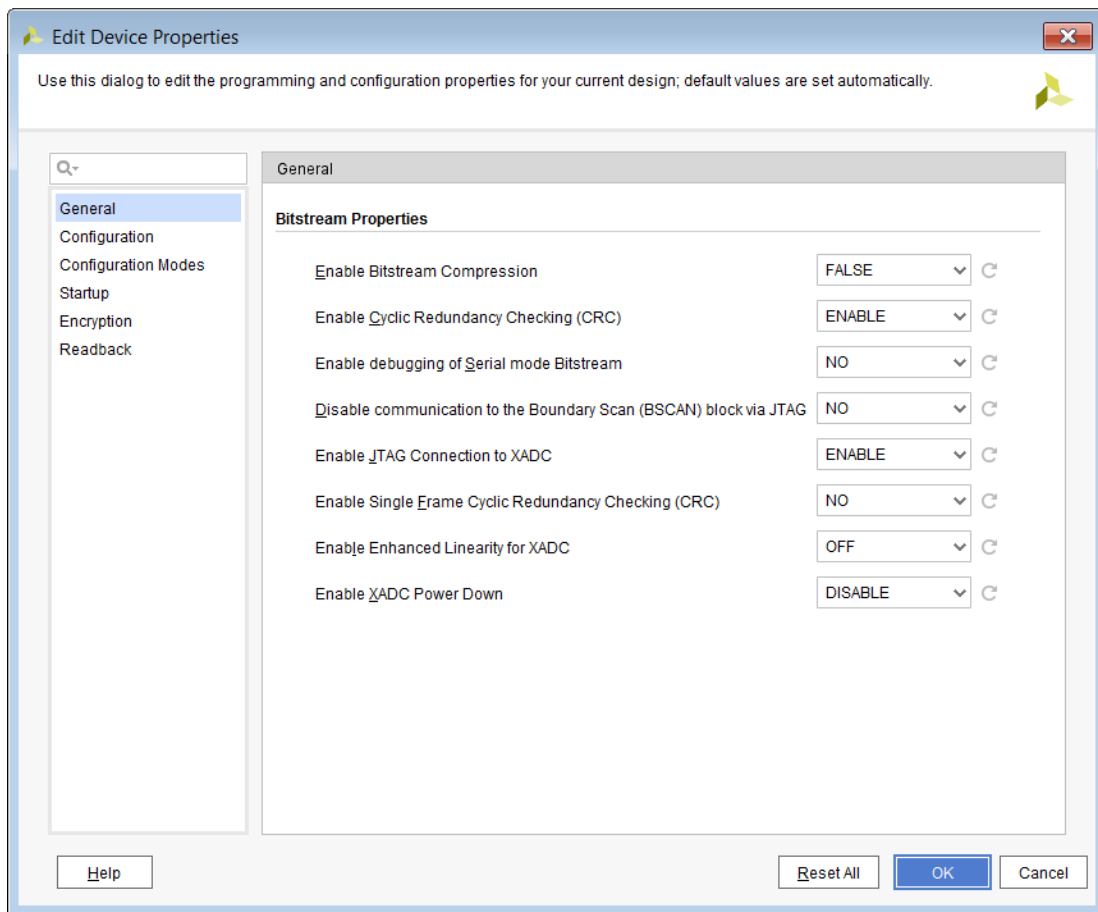 Edit Device Properties
Use this dialog to edit the programming and configuration properties for your current design; default values are set automatically.
General
Configuration
Configuration Modes
Startup
Encryption
Readback
General
Bitstream Properties
Enable Bitstream Compression FALSE
Enable Cyclic Redundancy Checking (CRC) ENABLE
Enable debugging of Serial mode Bitstream NO
Disable communication to the Boundary Scan (BSCAN) block via JTAG NO
Enable JTAG Connection to XADC ENABLE
Enable Single Frame Cyclic Redundancy Checking (CRC) NO
Enable Enhanced Linearity for XADC OFF
Enable XADC Power Down DISABLE
Help Reset All OK Cancel